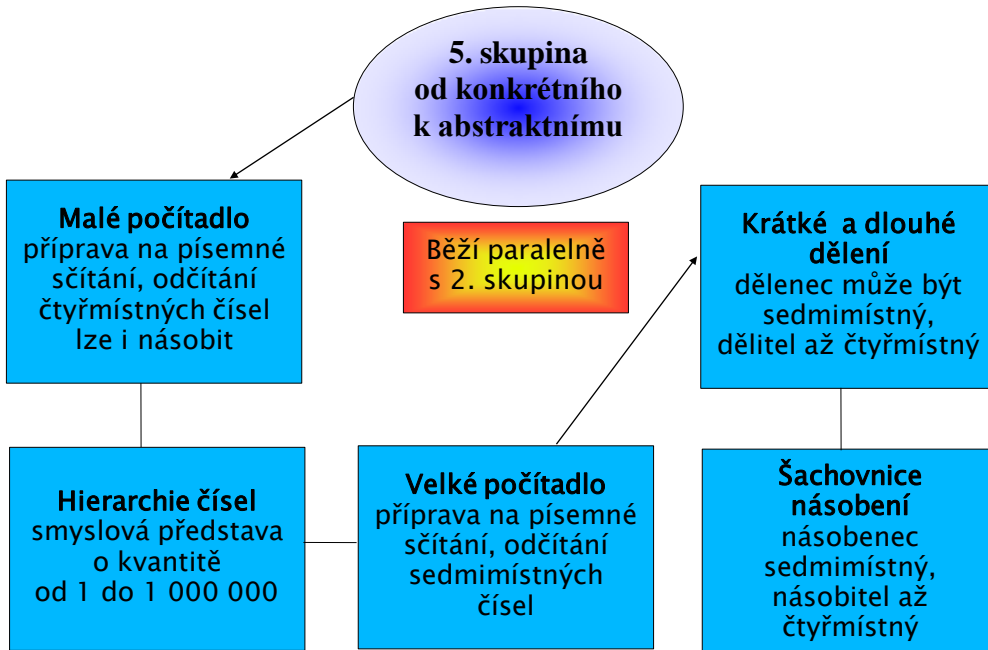 5. skupina
od konkrétního
k abstraktnímu
Malé počítadlo
příprava na písemné
sčítání, odčítání
čtyřmístných čísel
lze i násobit
Běží paralelně
s 2. skupinou
Krátké  a dlouhé
dělení
dělenec může být
sedmimístný,
dělitel až čtyřmístný
Hierarchie čísel
smyslová představa
o kvantitě
od 1 do 1 000 000
Velké počítadlo
příprava na písemné
sčítání, odčítání
sedmimístných
čísel
Šachovnice
násobení
násobenec
sedmimístný,
násobitel až
čtyřmístný